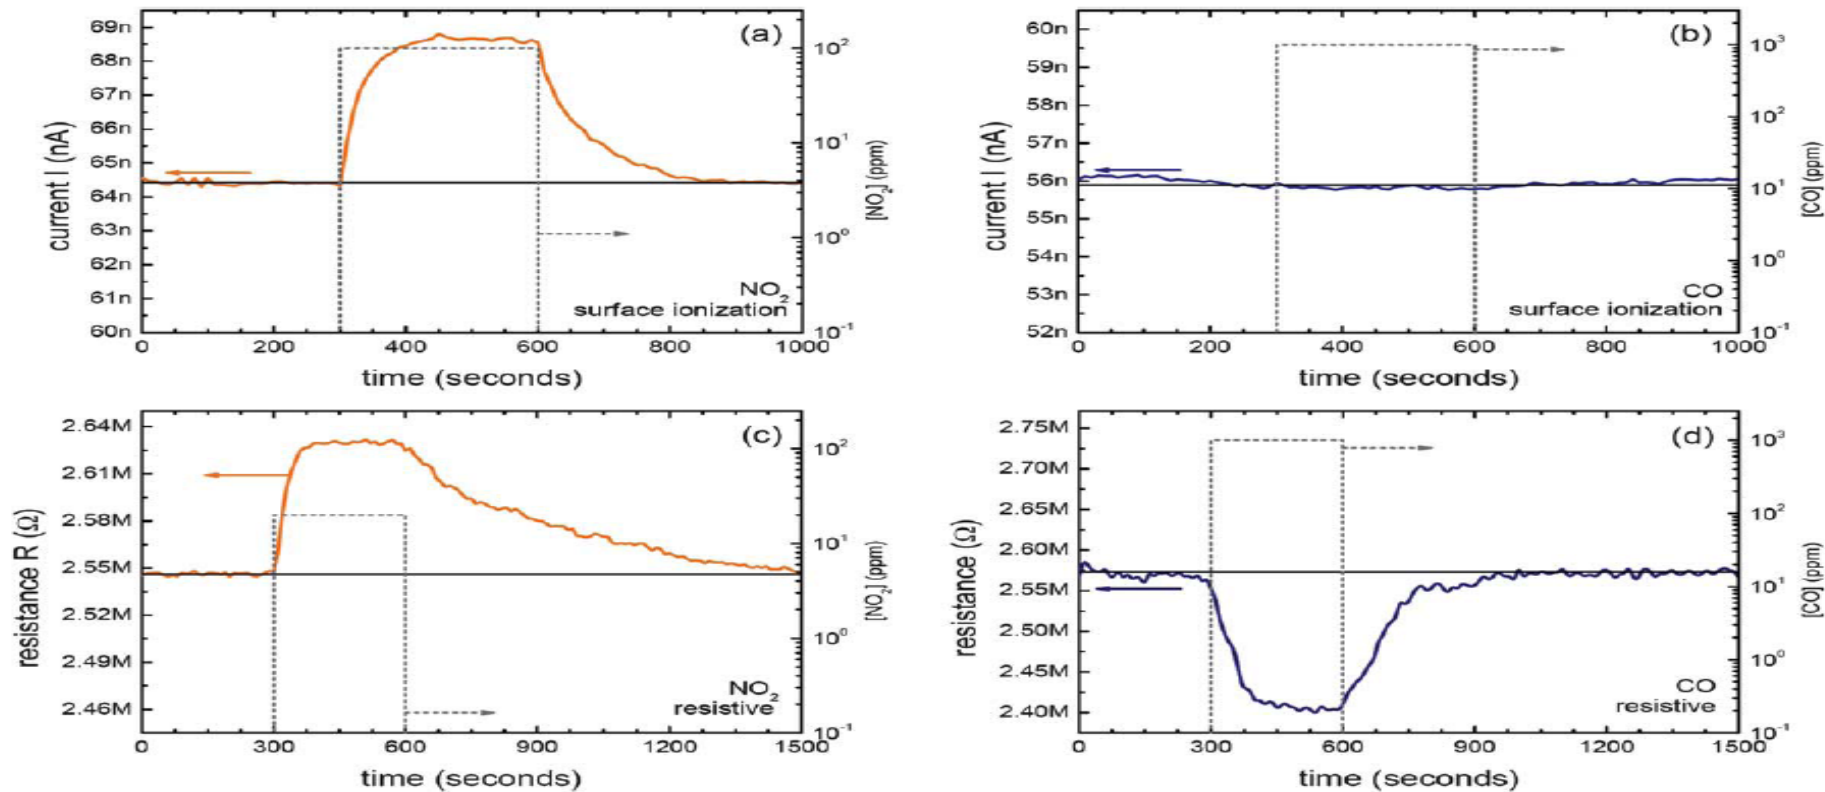 (a)
69n
68n
67n
66n
65n
64n
63n
62n
61n
60n
current I (nA)
10²
10¹
10⁰
10⁻¹
[NO₂] (ppm)
NO₂
surface ionization
0 200 400 600 800 1000
time (seconds)
(b)
60n
59n
58n
57n
56n
55n
54n
53n
52n
current I (nA)
10³
10²
10¹
10⁰
10⁻¹
[CO] (ppm)
CO
surface ionization
0 200 400 600 800 1000
time (seconds)
(c)
2.64M
2.61M
2.58M
2.55M
2.52M
2.49M
2.46M
resistance R (Ω)
10²
10¹
10⁰
10⁻¹
[NO₂] (ppm)
NO₂
resistive
0 300 600 900 1200 1500
time (seconds)
(d)
2.75M
2.70M
2.65M
2.60M
2.55M
2.50M
2.45M
2.40M
resistance (Ω)
10³
10²
10¹
10⁰
10⁻¹
[CO] (ppm)
CO
resistive
0 300 600 900 1200 1500
time (seconds)